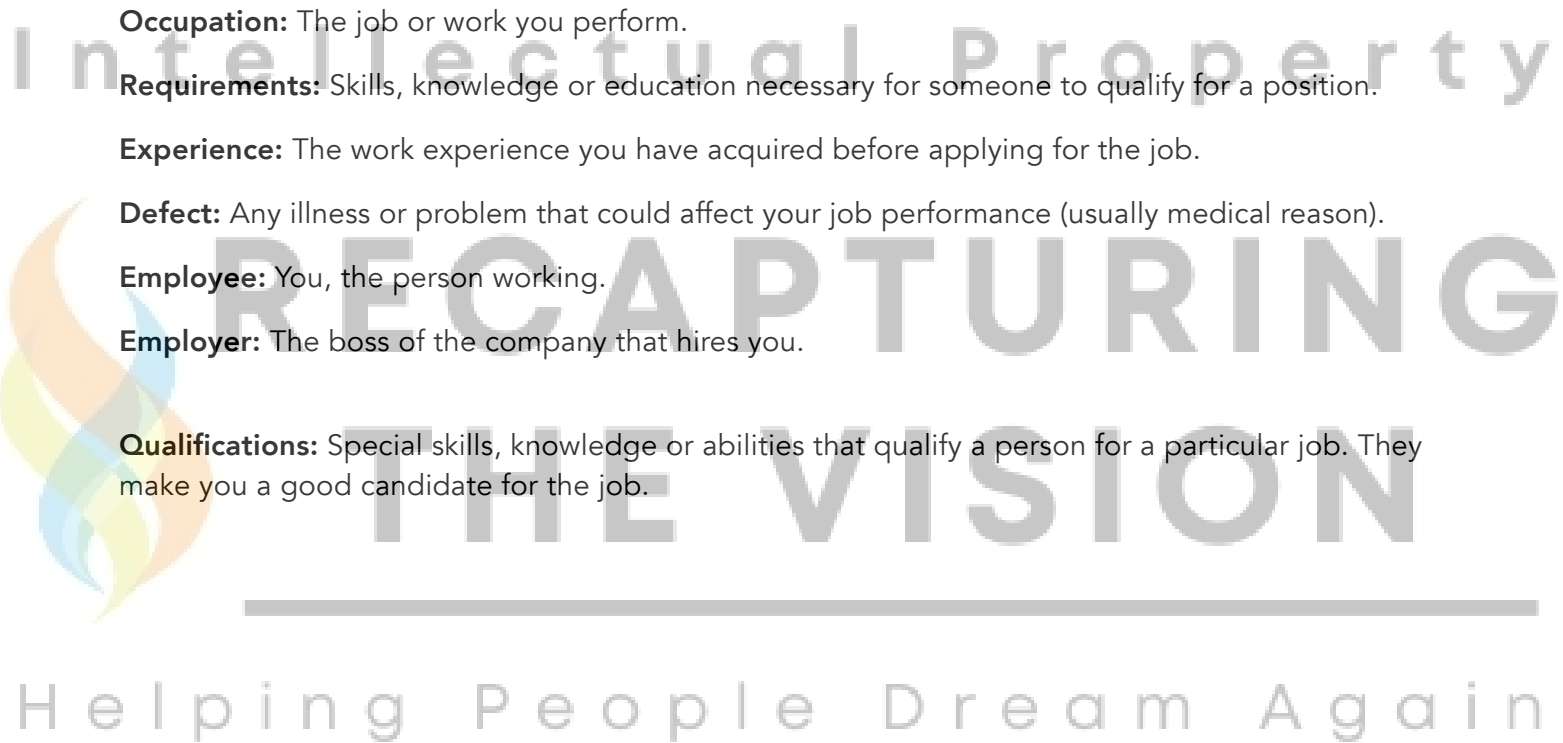 Intellectual Property
Occupation: The job or work you perform.
Requirements: Skills, knowledge or education necessary for someone to qualify for a position.
Experience: The work experience you have acquired before applying for the job.
Defect: Any illness or problem that could affect your job performance (usually medical reason).
RECAPTURING
Employee: You, the person working.
Employer: The boss of the company that hires you.
THE VISION
Qualifications: Special skills, knowledge or abilities that qualify a person for a particular job. They
make you a good candidate for the job.
Helping People Dream Again